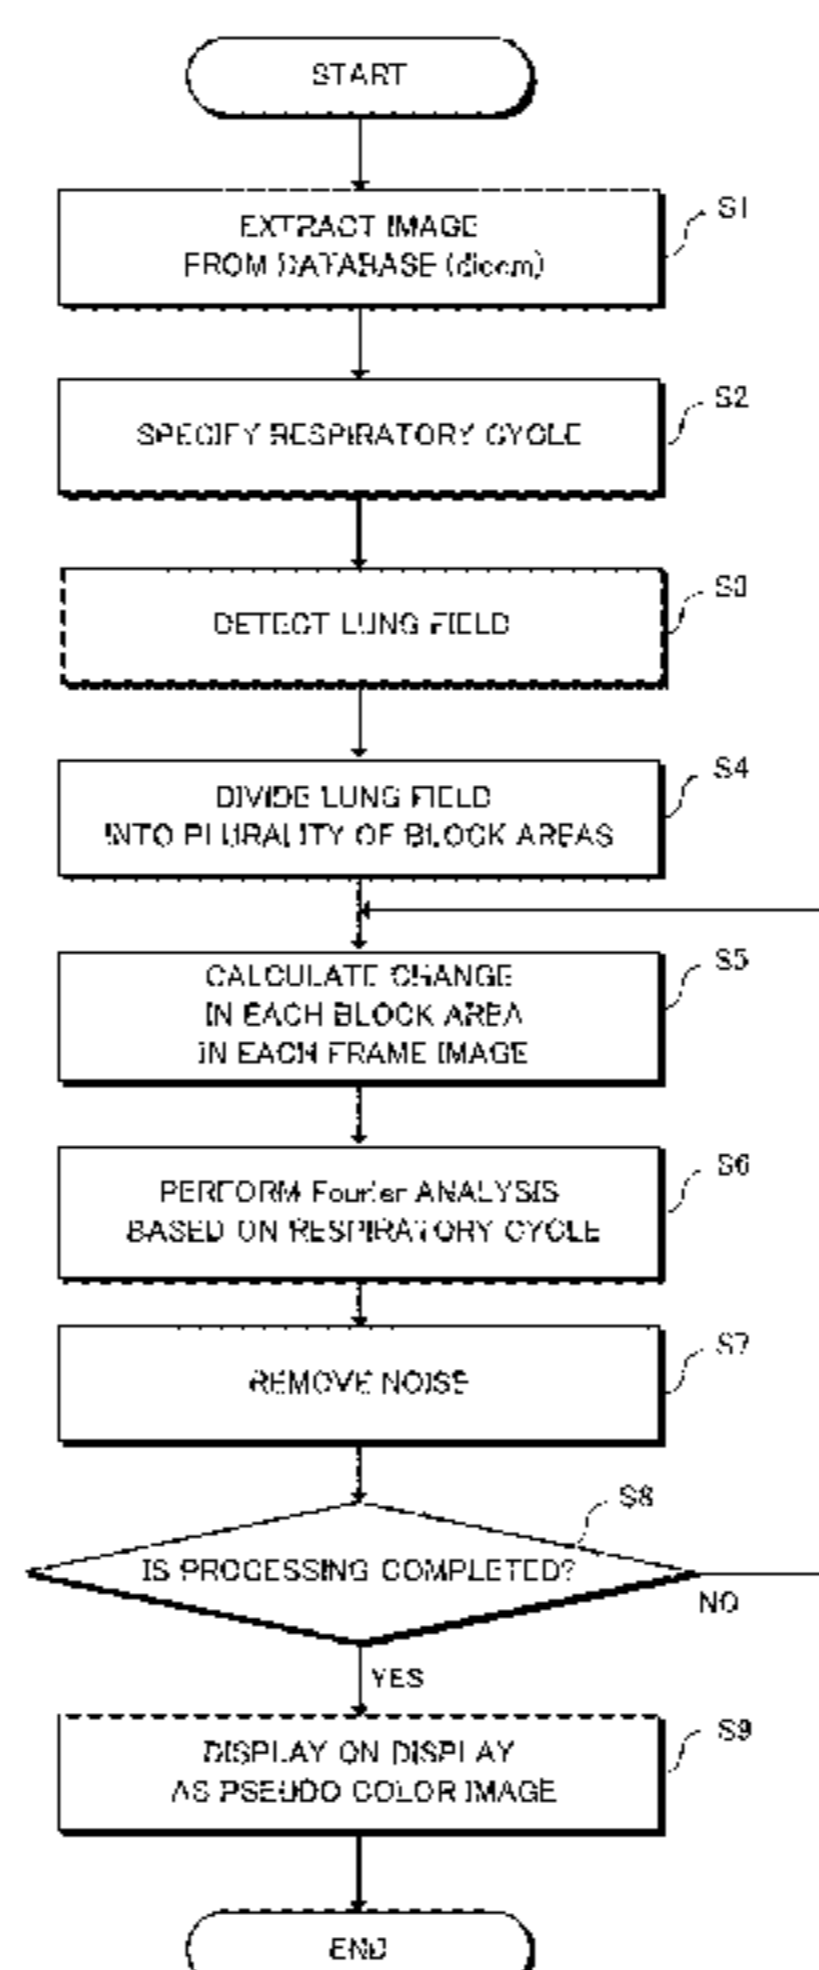 START
EXTRACT IMAGE
FROM DATABASE (dicom)
S1
SPECIFY RESPIRATORY CYCLE
S2
DETECT LUNG FIELD
S3
DIVIDE LUNG FIELD
INTO PLURALITY OF BLOCK AREAS
S4
CALCULATE CHANGE
IN EACH BLOCK AREA
IN EACH FRAME IMAGE
S5
PERFORM Fourier ANALYSIS
BASED ON RESPIRATORY CYCLE
S6
REMOVE NOISE
S7
S8
IS PROCESSING COMPLETED?
NO
YES
DISPLAY ON DISPLAY
AS PSEUDO COLOR IMAGE
S9
END